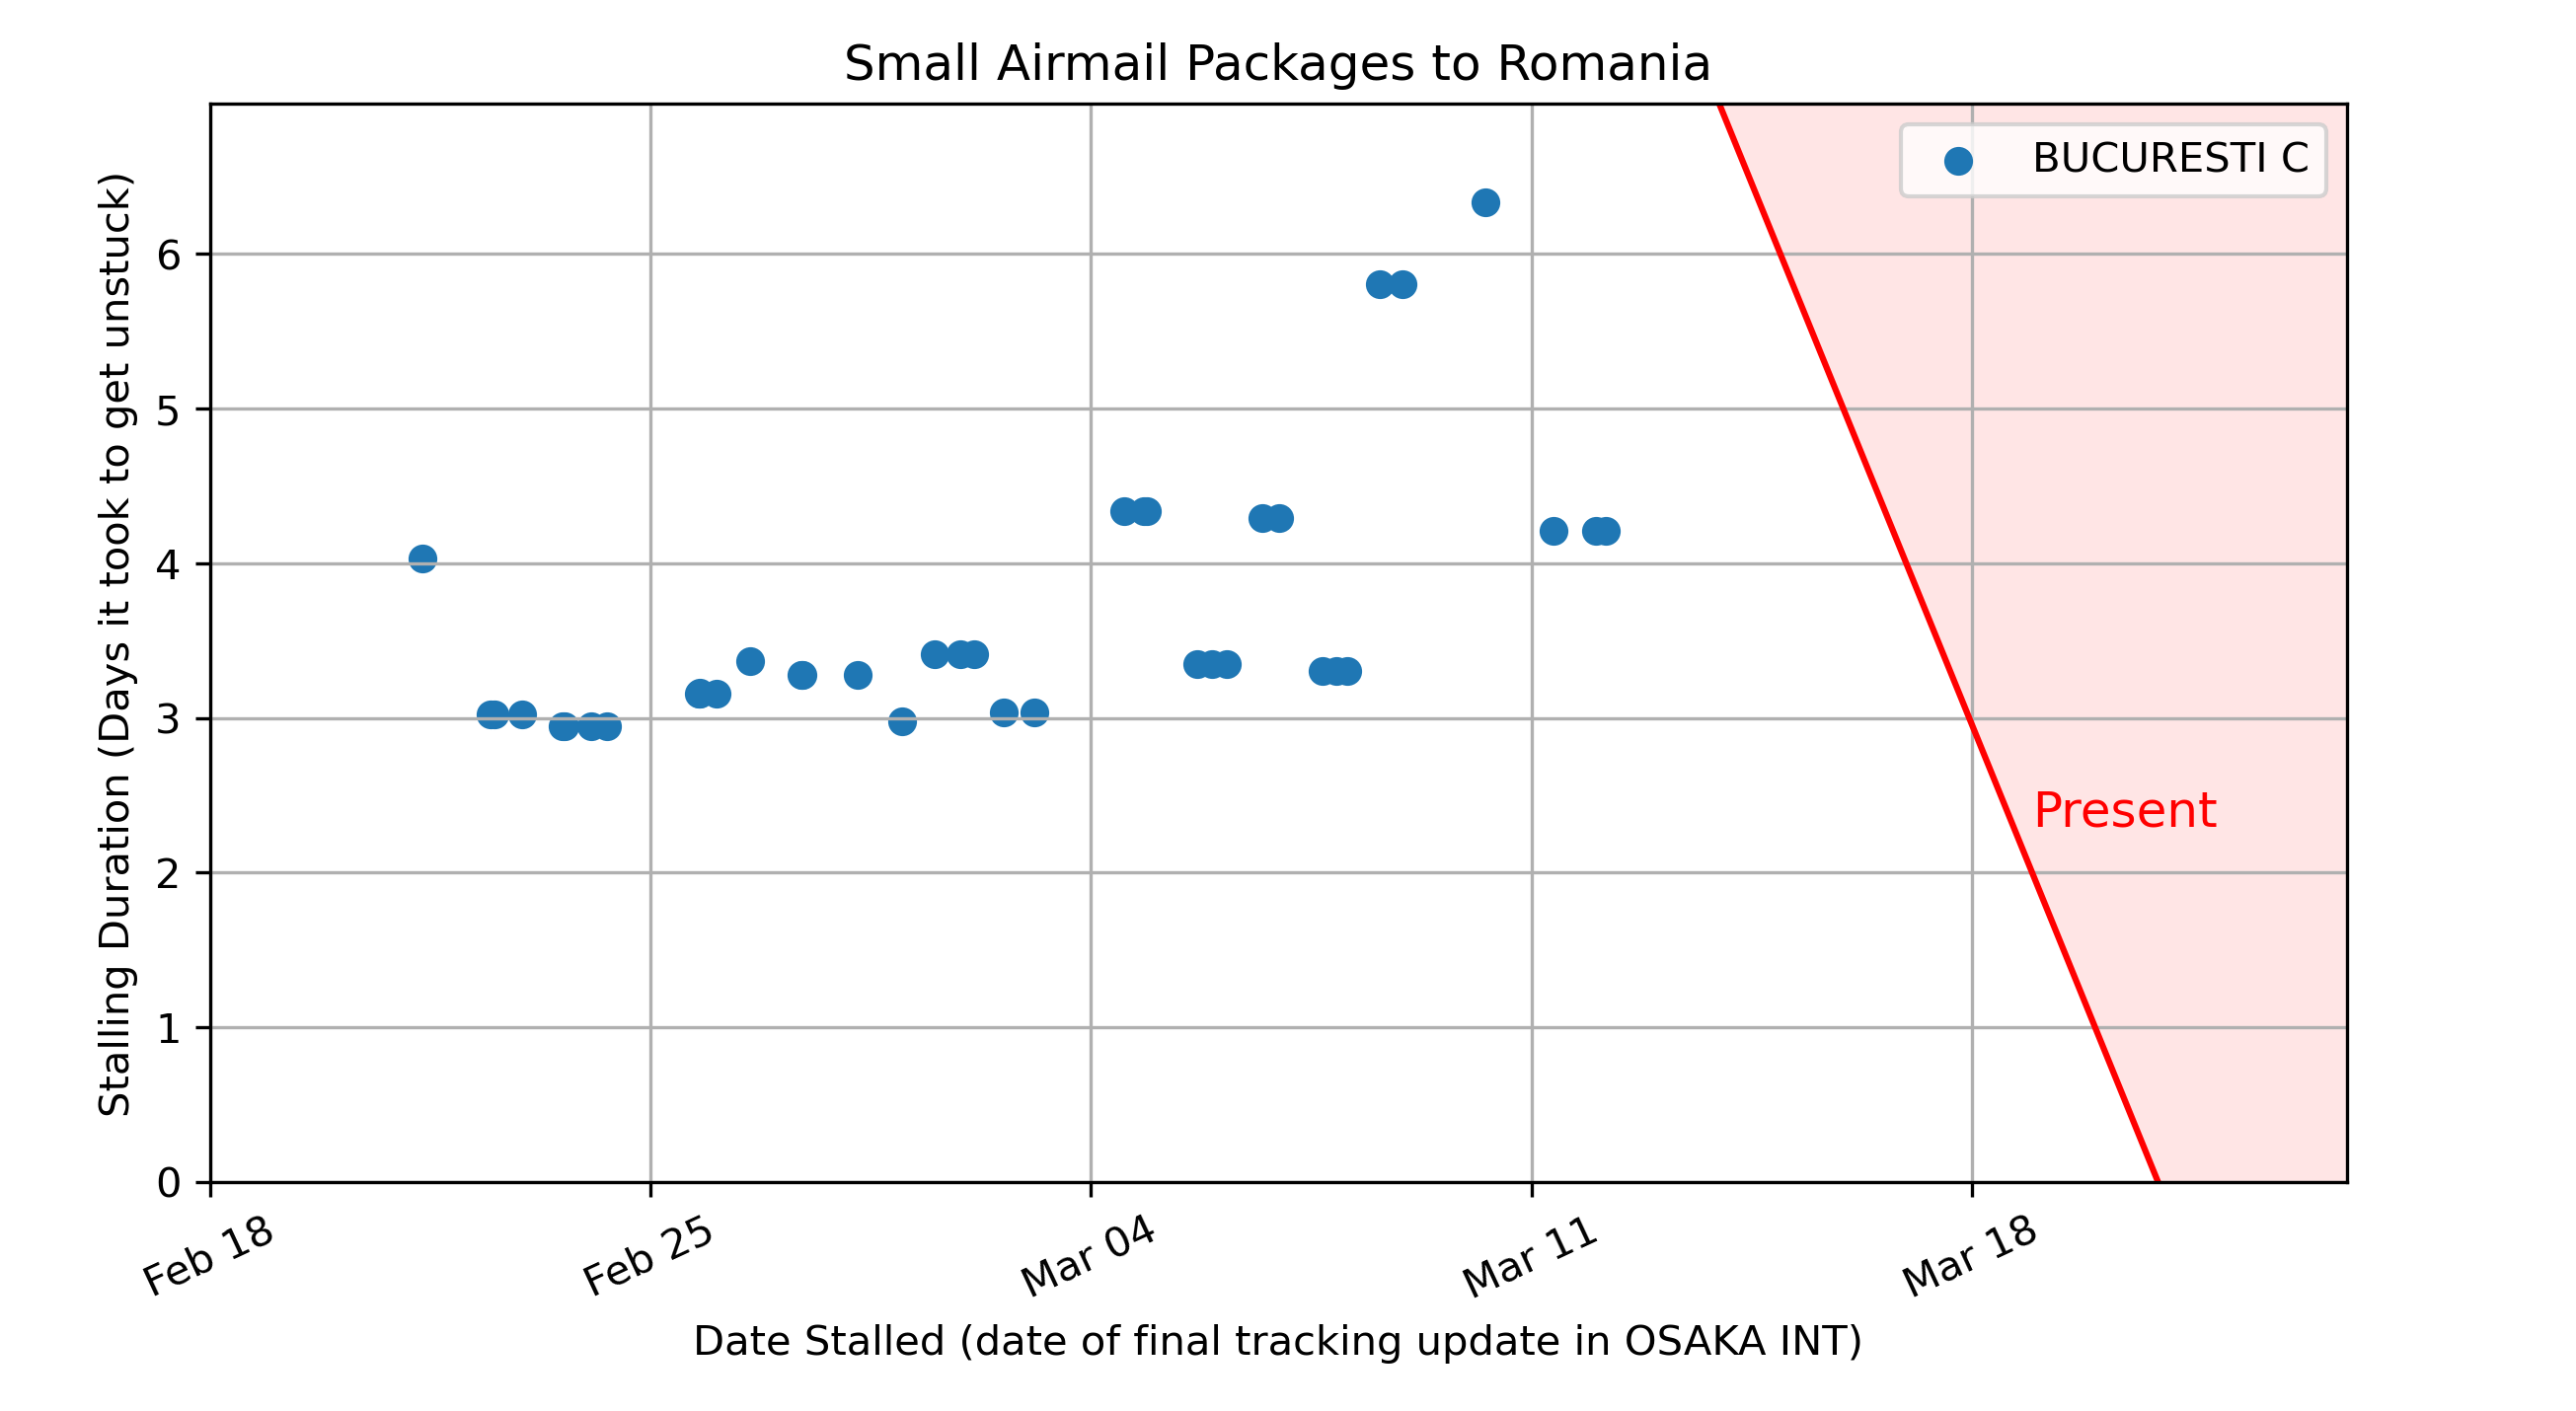 Small Airmail Packages to Romania
BUCURESTI C
Stalling Duration (Days it took to get unstuck)
6
5
4
3
2
1
0
Present
Feb 18
Feb 25
Mar 04
Mar 11
Mar 18
Date Stalled (date of final tracking update in OSAKA INT)